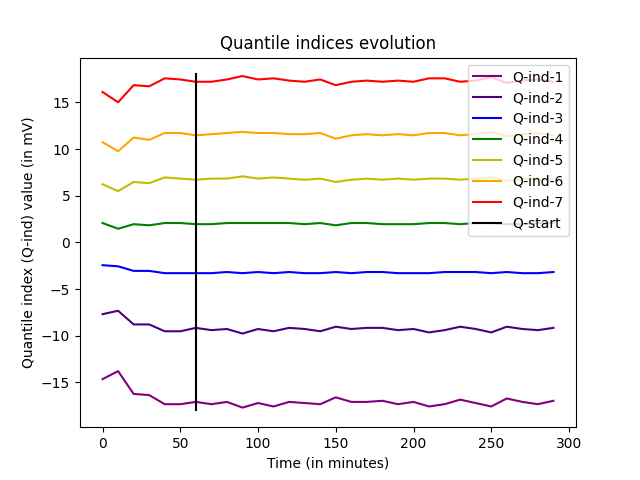 Quantile indices evolution
Quantile index (Q-ind) value (in mV)
15
10
5
0
−5
−10
−15
Q-ind-1
Q-ind-2
Q-ind-3
Q-ind-4
Q-ind-5
Q-ind-6
Q-ind-7
Q-start
0
50
100
150
200
250
300
Time (in minutes)